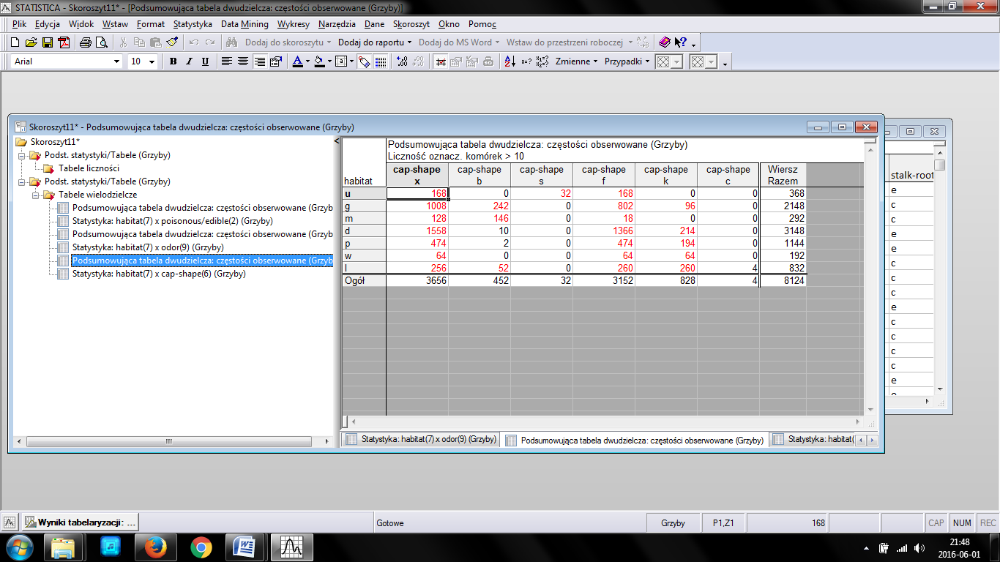 STATISTICA - Skoroszyt11* - [Podsumowująca tabela dwudzielcza: częstości obserwowane (Grzyby)]
Plik Edycja Widok Wstaw Format Statystyka Data Mining Wykresy Narzędzia Dane Skoroszyt Okno Pomoc
Dodaj do skoroszytu Dodaj do raportu Dodaj do MS Word Wstaw do przestrzeni roboczej
Arial 10 B I U Zmienne Przypadki
Skoroszyt11* - Podsumowująca tabela dwudzielcza: częstości obserwowane (Grzyby)
Skoroszyt11*
Podst. statystyki/Tabele (Grzyby)
Tabele liczności
Podst. statystyki/Tabele (Grzyby)
Tabele wielodzielcze
Podsumowująca tabela dwudzielcza: częstości obserwowane (Grzyb
Statystyka: habitat(7) x poisonous/edible(2) (Grzyby)
Podsumowująca tabela dwudzielcza: częstości obserwowane (Grzyb
Statystyka: habitat(7) x odor(9) (Grzyby)
Podsumowująca tabela dwudzielcza: częstości obserwowane (Grzyb
Statystyka: habitat(7) x cap-shape(6) (Grzyby)
Podsumowująca tabela dwudzielcza: częstości obserwowane (Grzyby)
Liczność oznacz. komórek > 10
cap-shape cap-shape cap-shape cap-shape cap-shape cap-shape Wiersz
habitat x b s f k c Razem
u 168 0 32 168 0 0 368
g 1008 242 0 802 96 0 2148
m 128 146 0 18 0 0 292
d 1558 10 0 1366 214 0 3148
p 474 2 0 474 194 0 1144
w 64 0 0 64 64 0 192
l 256 52 0 260 260 4 832
Ogół 3656 452 32 3152 828 4 8124
stalk-root
e
c
c
e
e
c
c
c
e
c
c
c
c
e
Statystyka: habitat(7) x odor(9) (Grzyby) Podsumowująca tabela dwudzielcza: częstości obserwowane (Grzyby) Statystyka: habitat(
Wyniki tabelaryzacji: ... Gotowe Grzyby P1,Z1 168 CAP NUM REC
21:48
2016-06-01